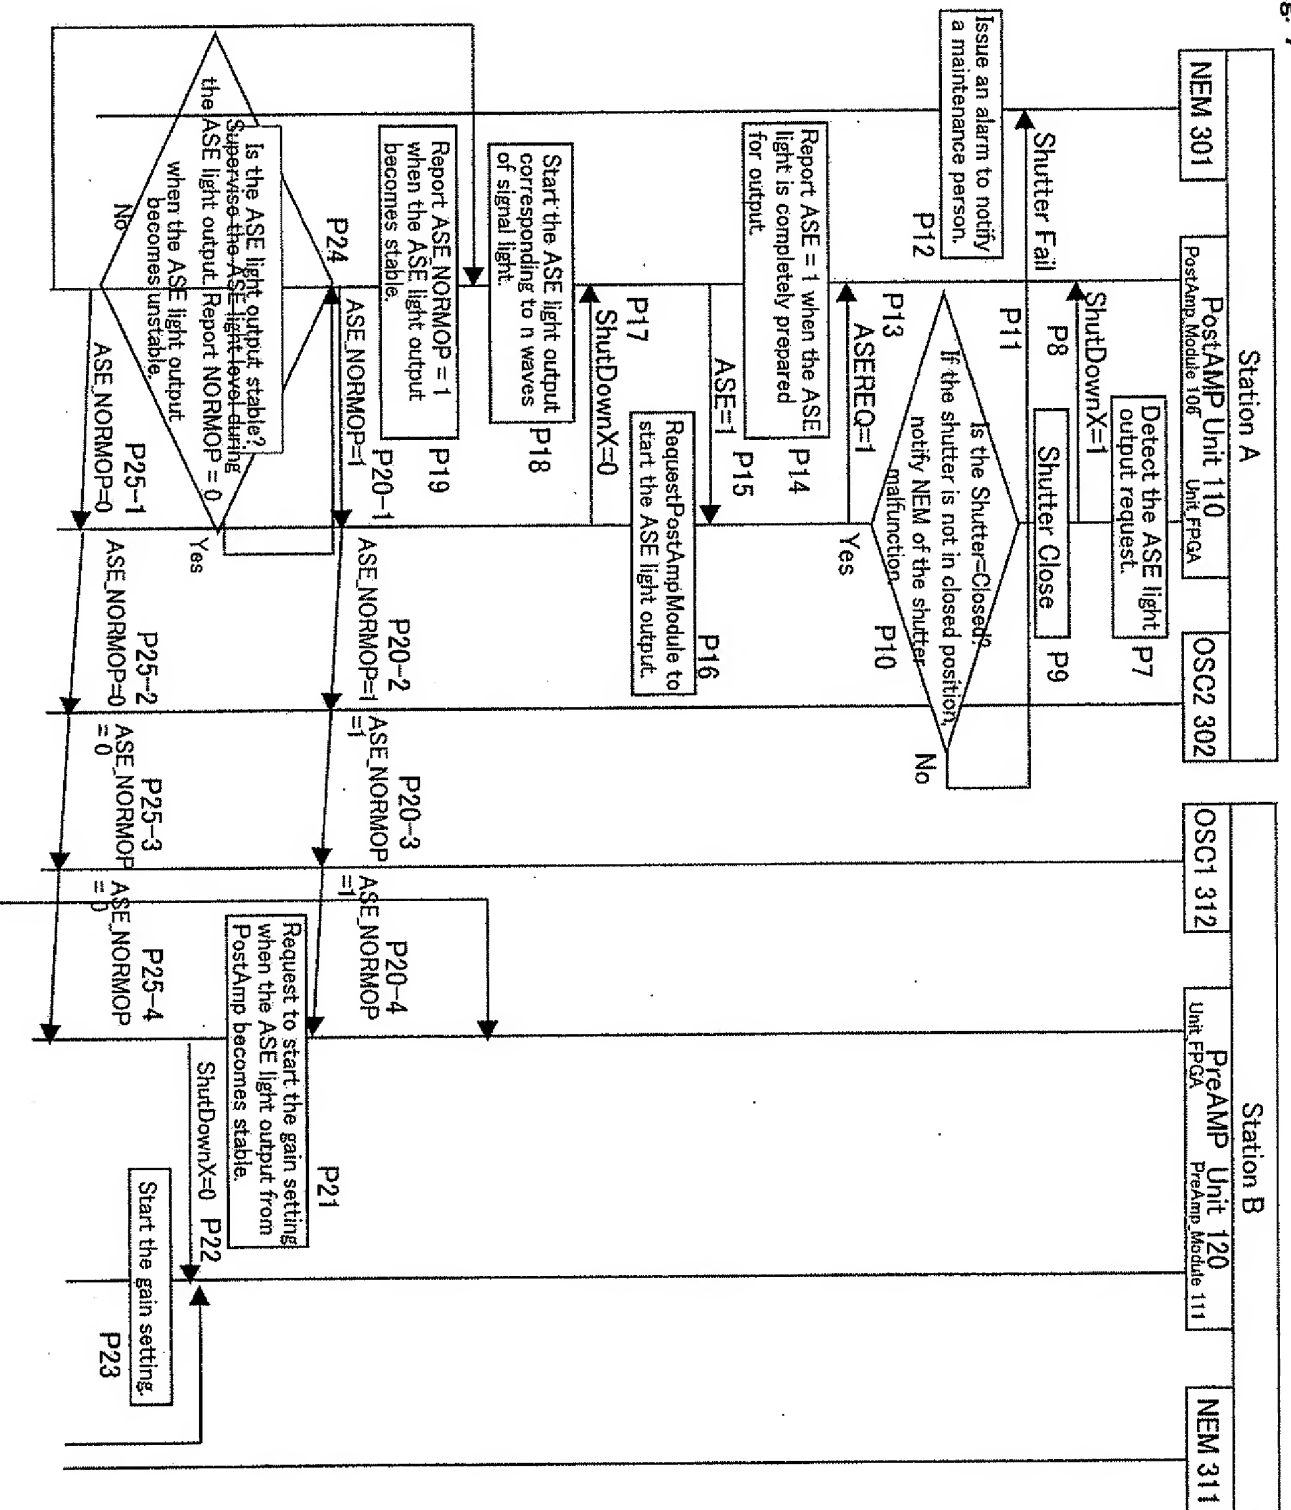 Station A
Station B
NEM 301
PostAMP Unit 110
PostAmp_Module 106
Unit_FPGA
OSC2 302
OSC1 312
PreAMP Unit 120
Unit_FPGA
PreAmp_Module 111
NEM 311
Detect the ASE light
output request.
P7
ShutDownX=1
P8
Shutter Close
P9
Shutter Fail
P11
Is the Shutter=Closed?
If the shutter is not in closed position,
notify NEM of the shutter
malfunction.
P10
No
Yes
Issue an alarm to notify
a maintenance person.
P12
P13
ASEREQ=1
Report ASE = 1 when the ASE
light is completely prepared
for output.
P14
ASE=1
P15
P16
RequestPostAmpModule to
start the ASE light output.
P17
ShutDownX=0
Start the ASE light output
corresponding to n waves
of signal light.
P18
Report ASE_NORMOP = 1
when the ASE light output
becomes stable.
P19
P20-1
ASE_NORMOP=1
P20-2
ASE_NORMOP=1
P20-3
ASE_NORMOP
=1
P20-4
ASE_NORMOP
=1
P21
Request to start the gain setting
when the ASE light output from
PostAmp becomes stable.
P24
Is the ASE light output stable?
Supervise the ASE light level during
the ASE light output. Report NORMOP = 0
when the ASE light output
becomes unstable.
No
Yes
ShutDownX=0
P22
Start the gain setting.
P23
P25-1
ASE_NORMOP=0
P25-2
ASE_NORMOP=0
P25-3
ASE_NORMOP
= 0
P25-4
ASE_NORMOP
= 0